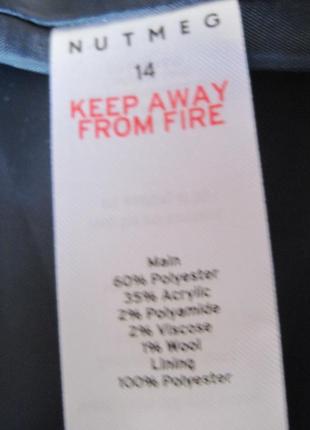 NUTMEG
14
KEEP AWAY
FROM FIRE
Main
60% Polyester
35% Acrylic
2% Polyamide
2% Viscose
1% Wool
Lining
100% Polyester